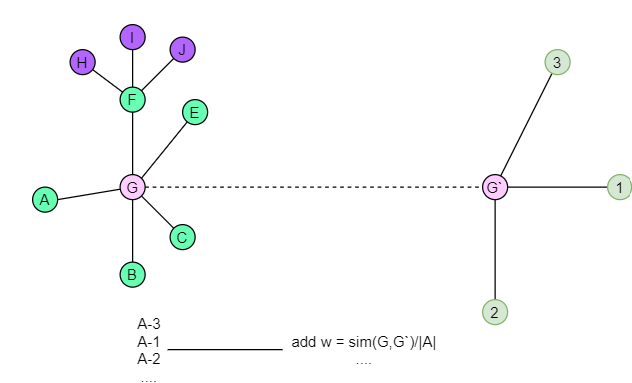 I
H
J
F
E
3
A
G
G`
1
C
B
2
A-3
A-1 add w = sim(G,G`)/|A|
A-2 ....
....